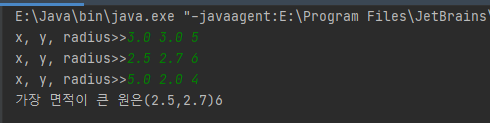 E:\Java\bin\java.exe "-javaagent:E:\Program Files\JetBrains\
x, y, radius>>3.0 3.0 5
x, y, radius>>2.5 2.7 6
x, y, radius>>5.0 2.0 4
가장 면적이 큰 원은(2.5,2.7)6